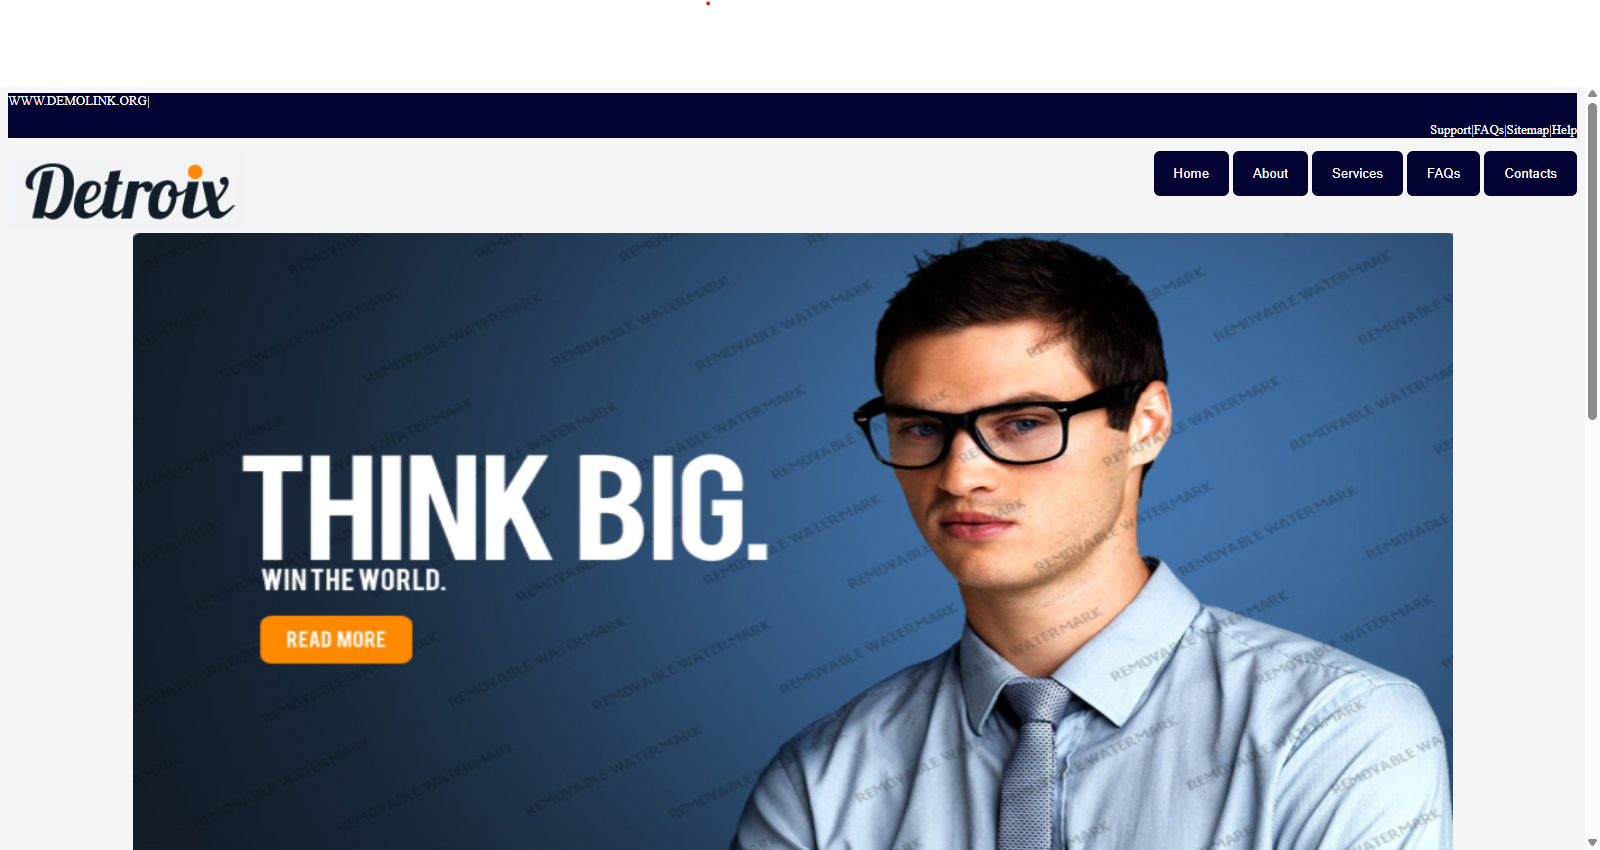 WWW.DEMOLINK.ORG|
Support|FAQs|Sitemap|Help
Detroix
Home About Services FAQs Contacts
THINK BIG.
WIN THE WORLD.
READ MORE
REMOVABLE WATERMARK